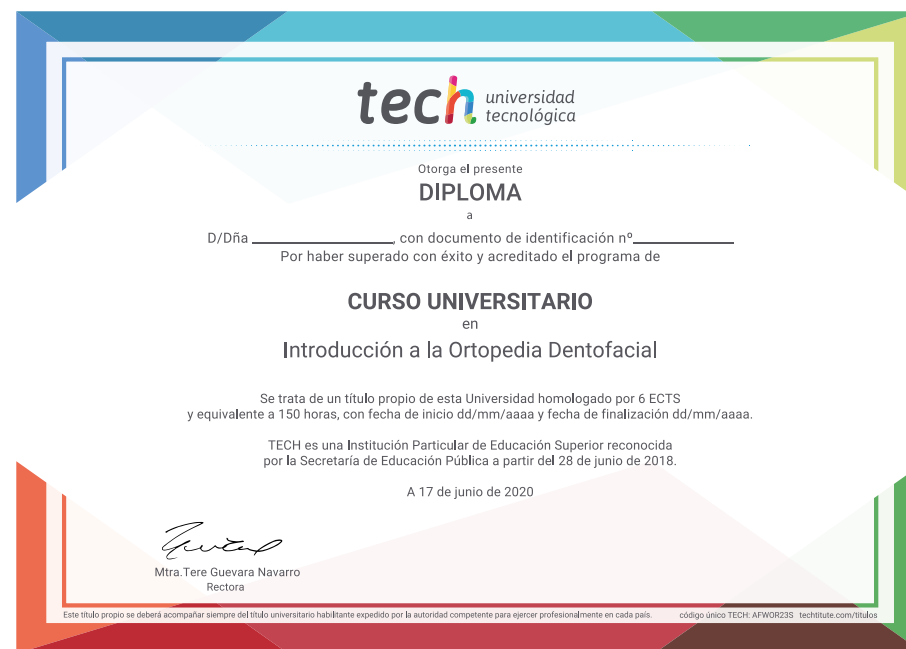 tech universidad
tecnológica
Otorga el presente
DIPLOMA
a
D/Dña ____________________, con documento de identificación nº______________
Por haber superado con éxito y acreditado el programa de
CURSO UNIVERSITARIO
en
Introducción a la Ortopedia Dentofacial
Se trata de un título propio de esta Universidad homologado por 6 ECTS
y equivalente a 150 horas, con fecha de inicio dd/mm/aaaa y fecha de finalización dd/mm/aaaa.
TECH es una Institución Particular de Educación Superior reconocida
por la Secretaría de Educación Pública a partir del 28 de junio de 2018.
A 17 de junio de 2020
Mtra.Tere Guevara Navarro
Rectora
Este título propio se deberá acompañar siempre del título universitario habilitante expedido por la autoridad competente para ejercer profesionalmente en cada país. código único TECH: AFWOR23S techtitute.com/titulos